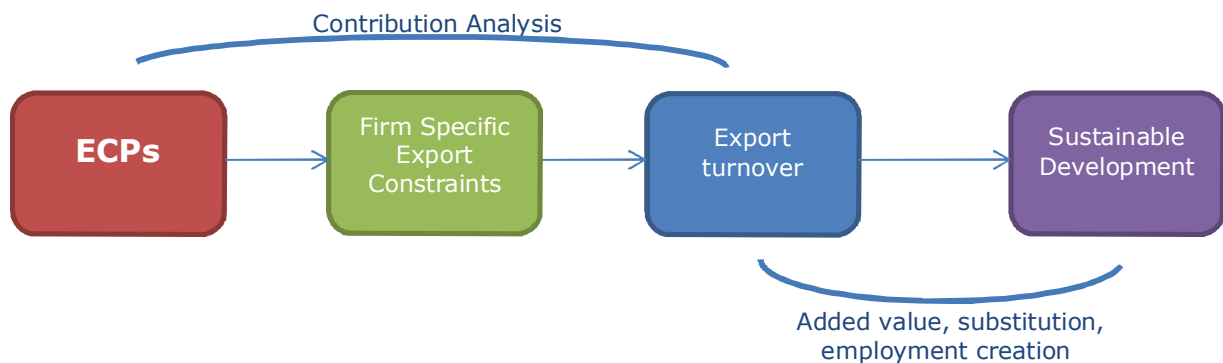 Contribution Analysis
ECPs
Firm Specific
Export
Constraints
Export
turnover
Sustainable
Development
Added value, substitution,
employment creation